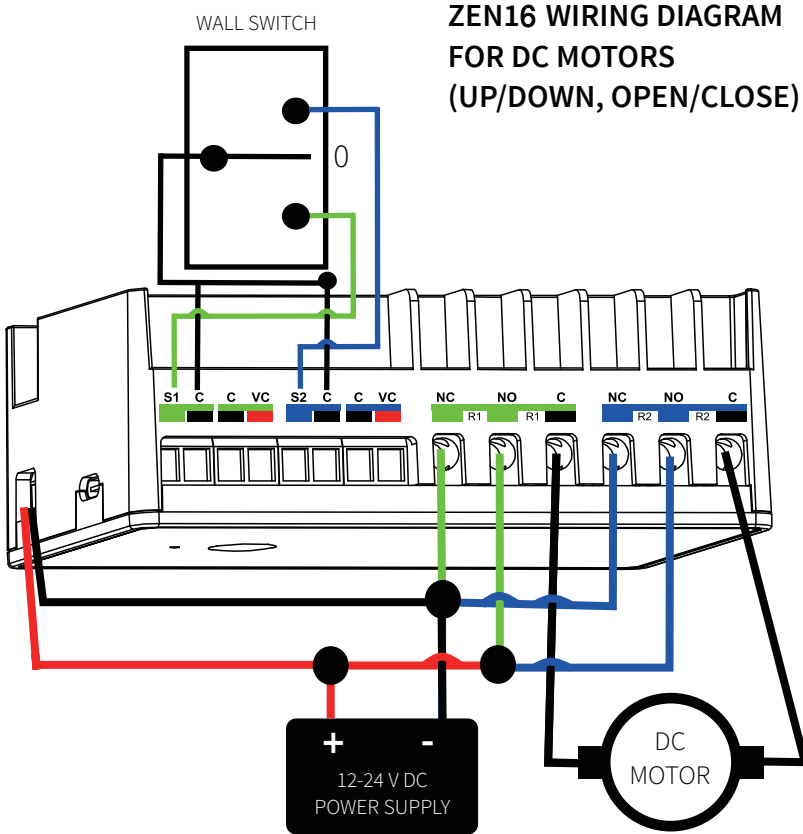 ZEN16 WIRING DIAGRAM
FOR DC MOTORS
(UP/DOWN, OPEN/CLOSE)
WALL SWITCH
0
S1 C C VC S2 C C VC NC NO C NC NO C
R1 R1 R2 R2
+ -
12-24 V DC
POWER SUPPLY
DC
MOTOR